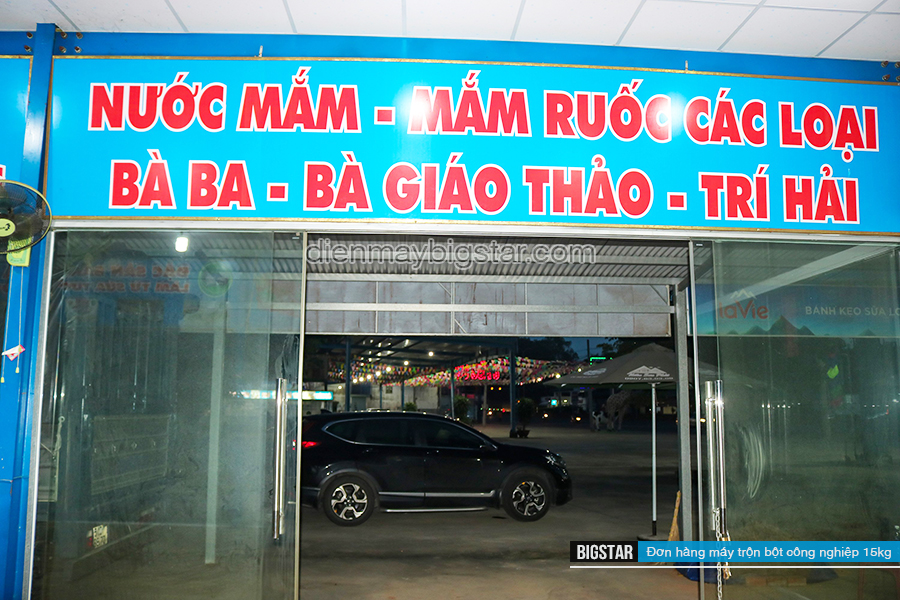 NƯỚC MẮM - MẮM RUỐC CÁC LOẠI
BÀ BA - BÀ GIÁO THẢO - TRÍ HẢI
dienmaybigstar.com
LaVie
BÁNH KẸO SỮA
BIGSTAR Đơn hàng máy trộn bột công nghiệp 15kg